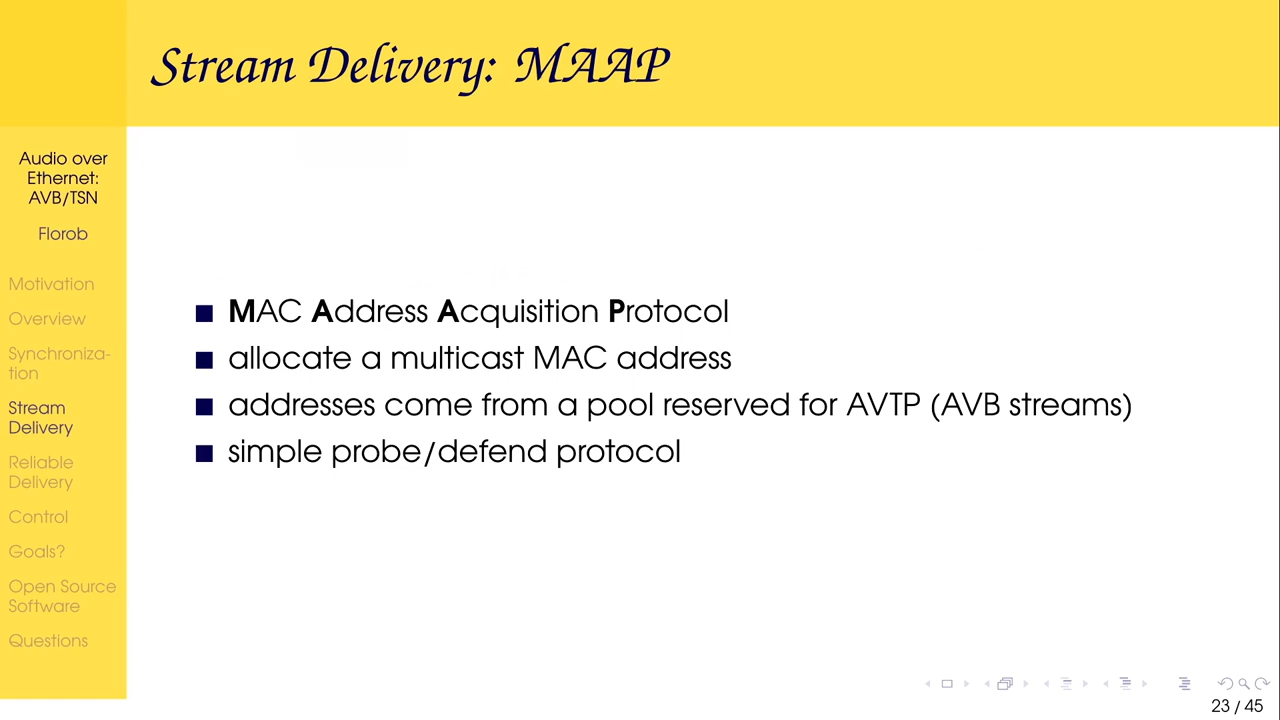 Stream Delivery: MAAP
Audio over
Ethernet:
AVB/TSN
Florob
Motivation
Overview
Synchroniza-
tion
Stream
Delivery
Reliable
Delivery
Control
Goals?
Open Source
Software
Questions
MAC Address Acquisition Protocol
allocate a multicast MAC address
addresses come from a pool reserved for AVTP (AVB streams)
simple probe/defend protocol
23 / 45